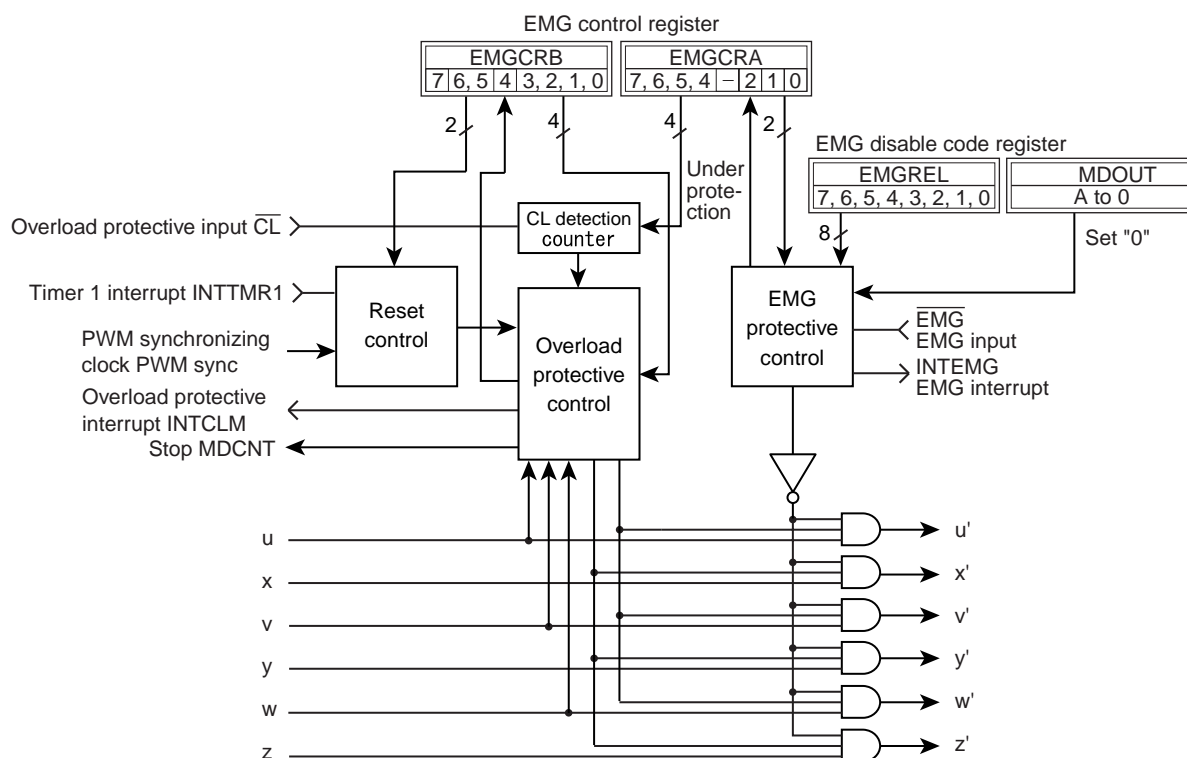 EMG control register
EMGCRB
7 6, 5 4 3, 2, 1, 0
EMGCRA
7, 6, 5, 4 – 2 1 0
2
4
4
2
Under
prote-
ction
EMG disable code register
EMGREL
7, 6, 5, 4, 3, 2, 1, 0
MDOUT
A to 0
8
Set "0"
Overload protective input C̅L̅
CL detection
counter
Timer 1 interrupt INTTMR1
Reset
control
PWM synchronizing
clock PWM sync
Overload
protective
control
EMG
protective
control
E̅M̅G̅
EMG input
INTEMG
EMG interrupt
Overload protective
interrupt INTCLM
Stop MDCNT
u
u'
x
x'
v
v'
y
y'
w
w'
z
z'